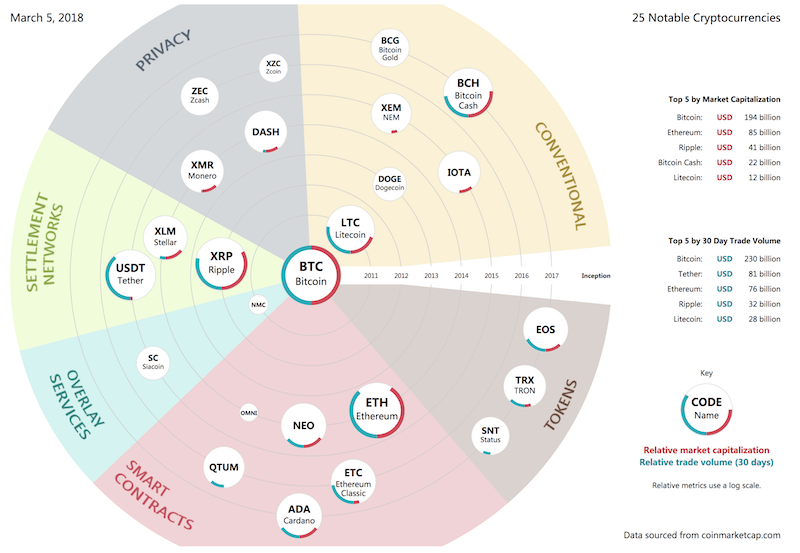 March 5, 2018
25 Notable Cryptocurrencies
PRIVACY
XZC
Zcoin
ZEC
Zcash
DASH
XMR
Monero
CONVENTIONAL
BCG
Bitcoin
Gold
BCH
Bitcoin
Cash
XEM
NEM
IOTA
DOGE
Dogecoin
LTC
Litecoin
SETTLEMENT
NETWORKS
XLM
Stellar
USDT
Tether
XRP
Ripple
BTC
Bitcoin
2011
2012
2013
2014
2015
2016
2017
Inception
OVERLAY
SERVICES
NMC
SC
Siacoin
SMART
CONTRACTS
OMNI
NEO
ETH
Ethereum
QTUM
ETC
Ethereum
Classic
ADA
Cardano
TOKENS
EOS
TRX
TRON
SNT
Status
Top 5 by Market Capitalization
Bitcoin: USD 194 billion
Ethereum: USD 85 billion
Ripple: USD 41 billion
Bitcoin Cash: USD 22 billion
Litecoin: USD 12 billion
Top 5 by 30 Day Trade Volume
Bitcoin: USD 230 billion
Tether: USD 81 billion
Ethereum: USD 76 billion
Ripple: USD 32 billion
Litecoin: USD 28 billion
Key
CODE
Name
Relative market capitalization
Relative trade volume (30 days)
Relative metrics use a log scale.
Data sourced from coinmarketcap.com